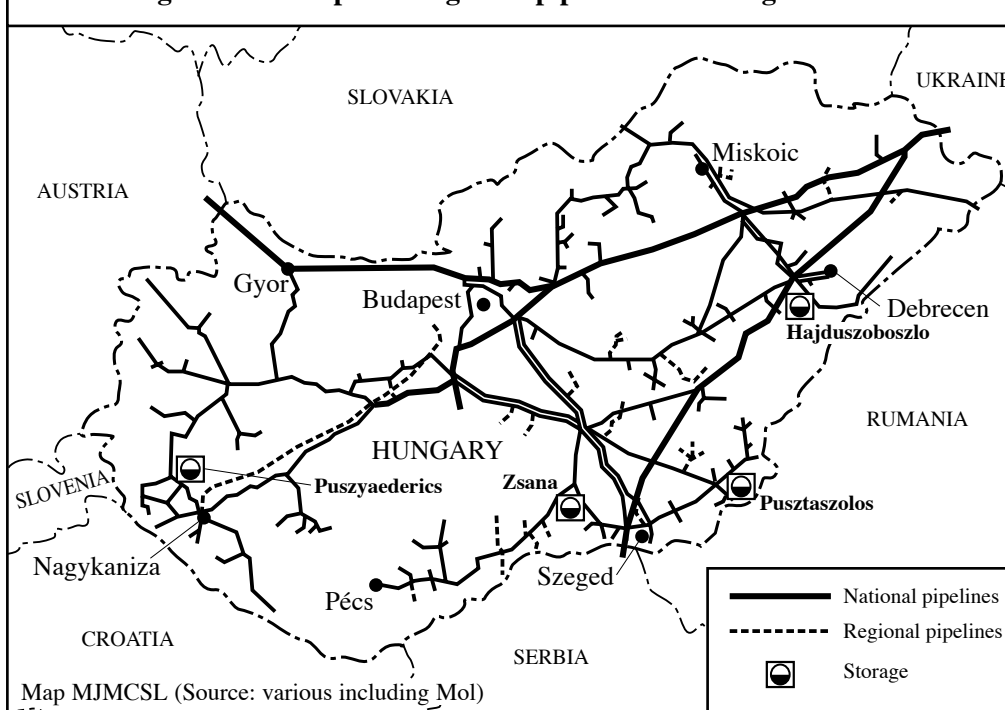 SLOVAKIA
UKRAINE
Miskoic
AUSTRIA
Gyor
Budapest
Debrecen
Hajduszoboszlo
RUMANIA
HUNGARY
SLOVENIA
Puszyaederics
Zsana
Pusztaszolos
Nagykaniza
Szeged
Pécs
National pipelines
CROATIA
Regional pipelines
SERBIA
Storage
Map MJMCSL (Source: various including Mol)